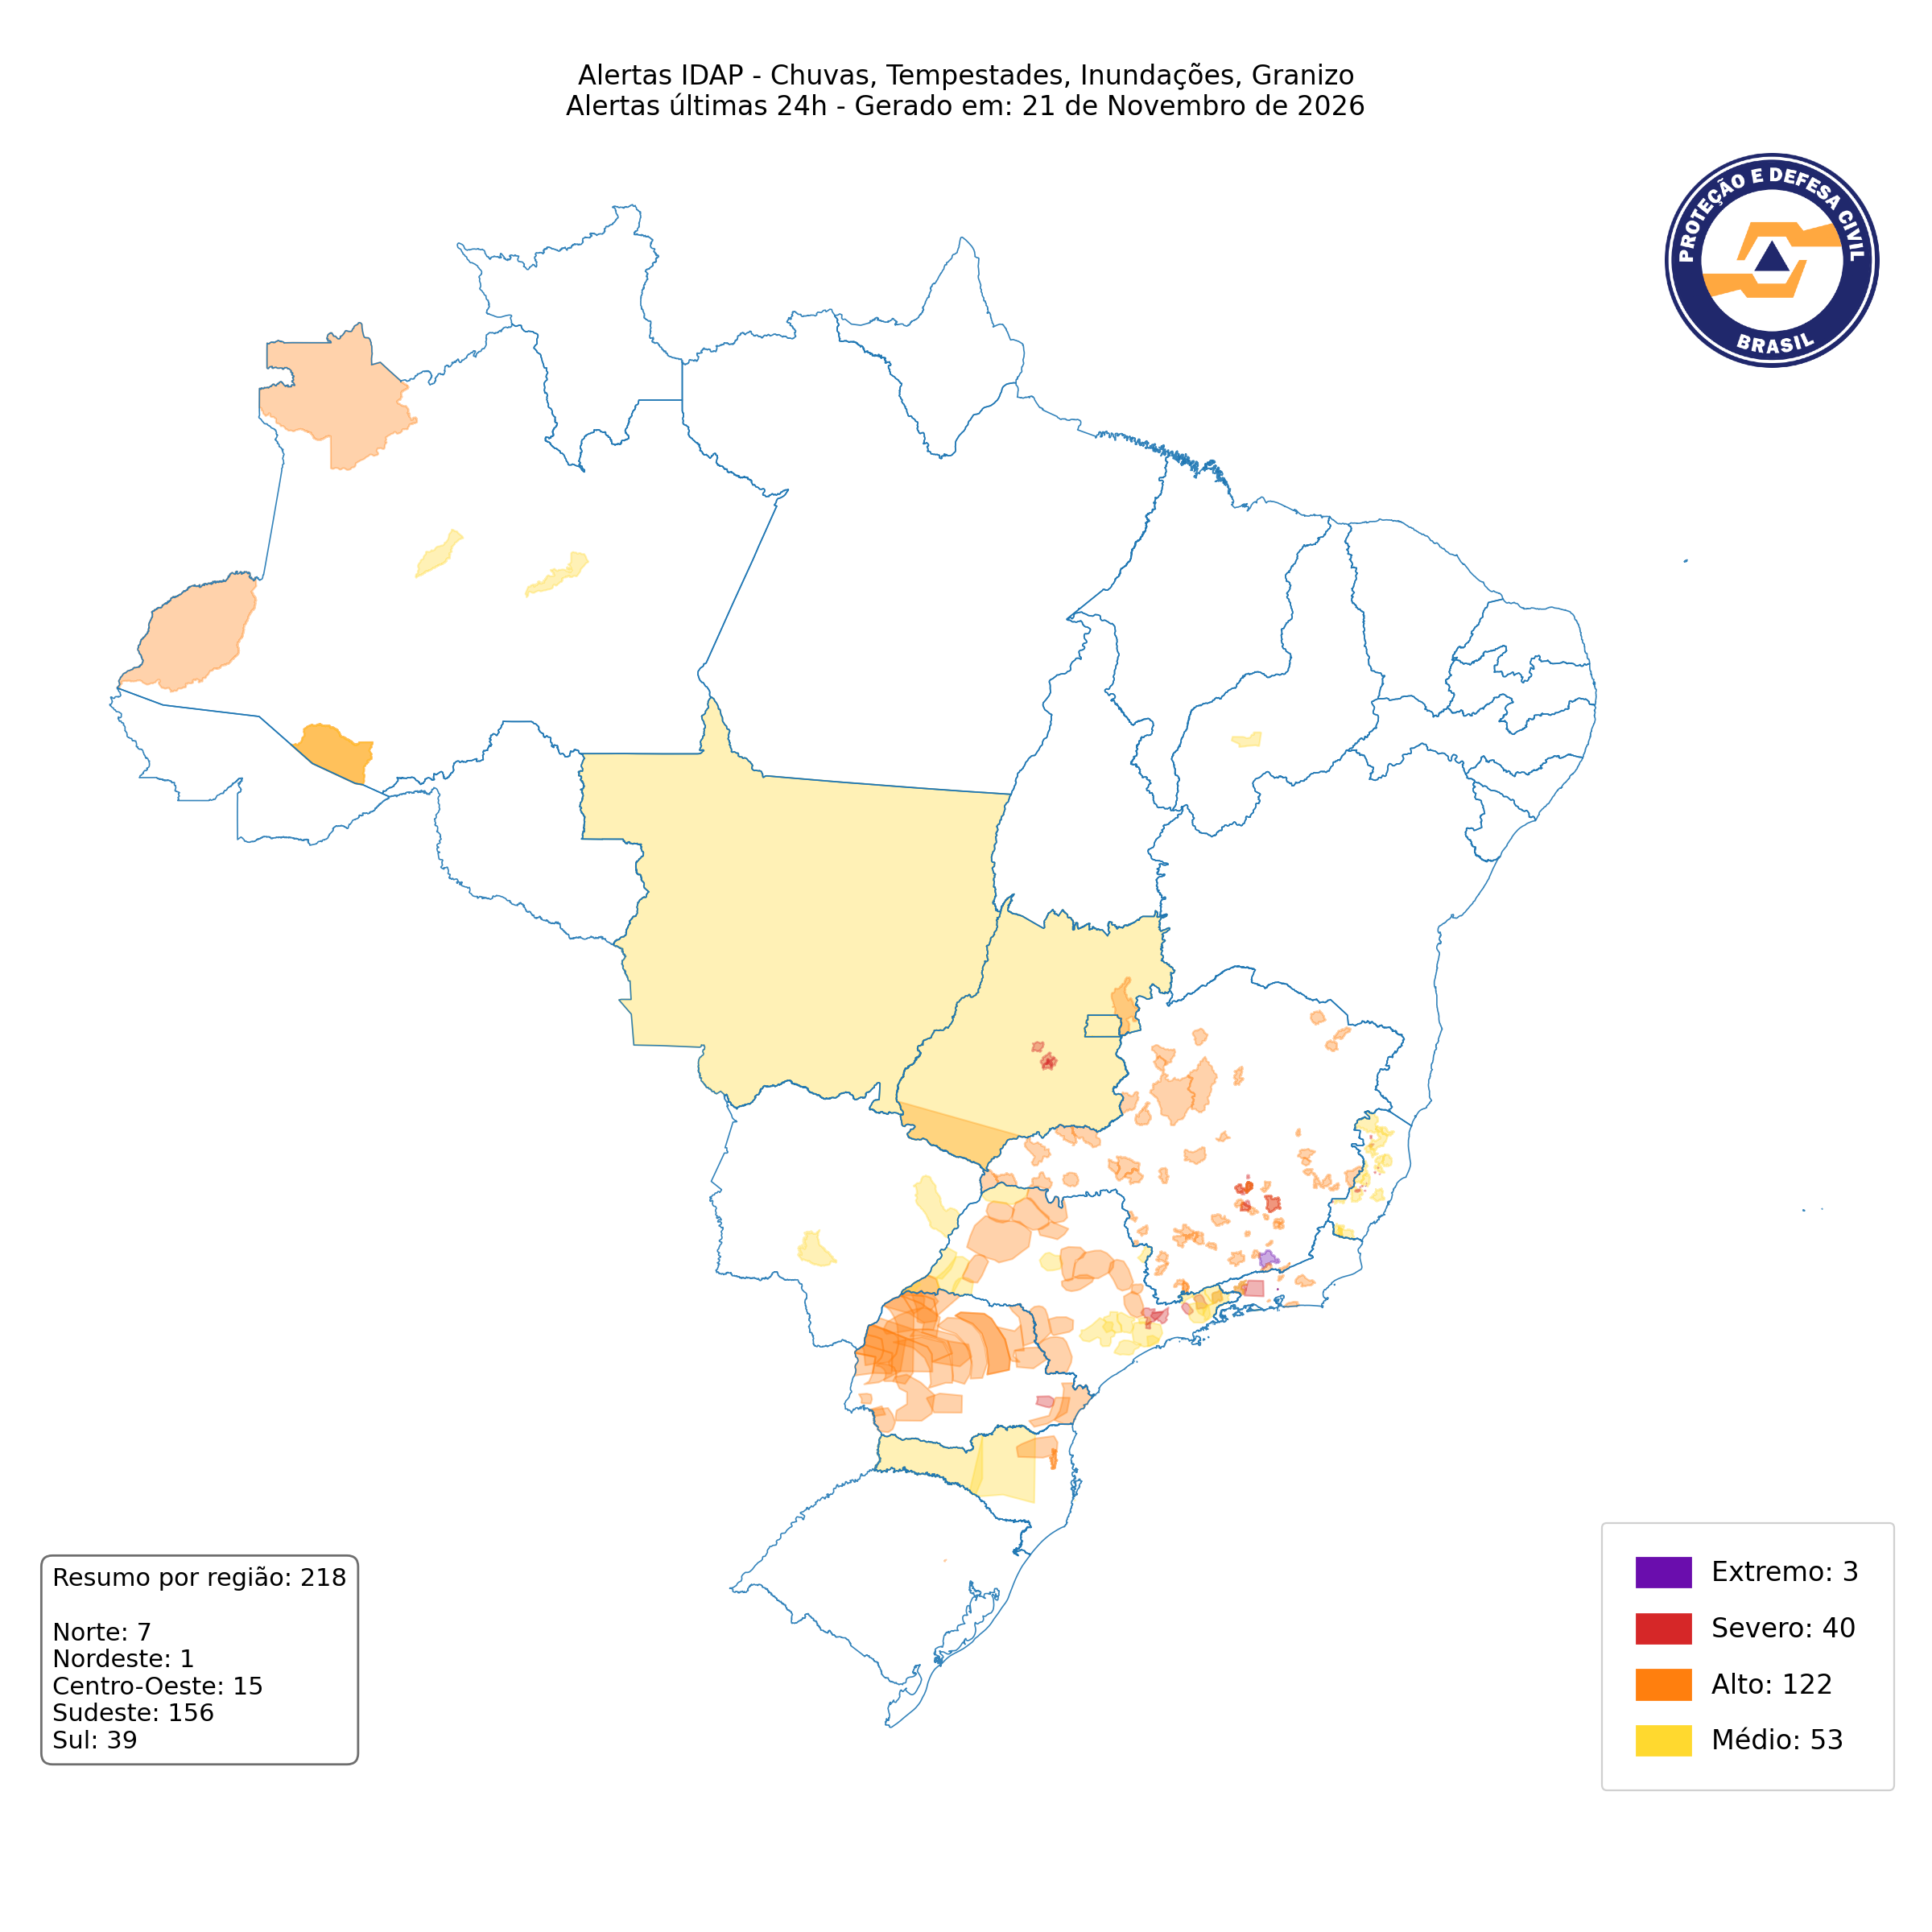 Alertas IDAP - Chuvas, Tempestades, Inundações, Granizo
Alertas últimas 24h - Gerado em: 21 de Novembro de 2026
PROTEÇÃO E DEFESA CIVIL
BRASIL
Resumo por região: 218
Norte: 7
Nordeste: 1
Centro-Oeste: 15
Sudeste: 156
Sul: 39
Extremo: 3
Severo: 40
Alto: 122
Médio: 53